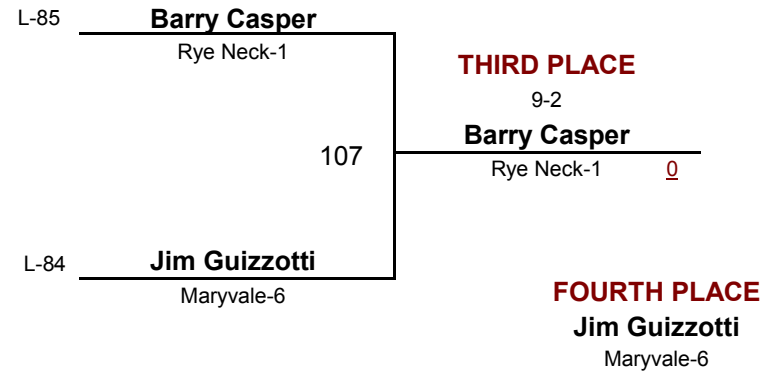 L-85 Barry Casper
Rye Neck-1
THIRD PLACE
9-2
Barry Casper
107
Rye Neck-1 0
L-84 Jim Guizzotti
Maryvale-6
FOURTH PLACE
Jim Guizzotti
Maryvale-6